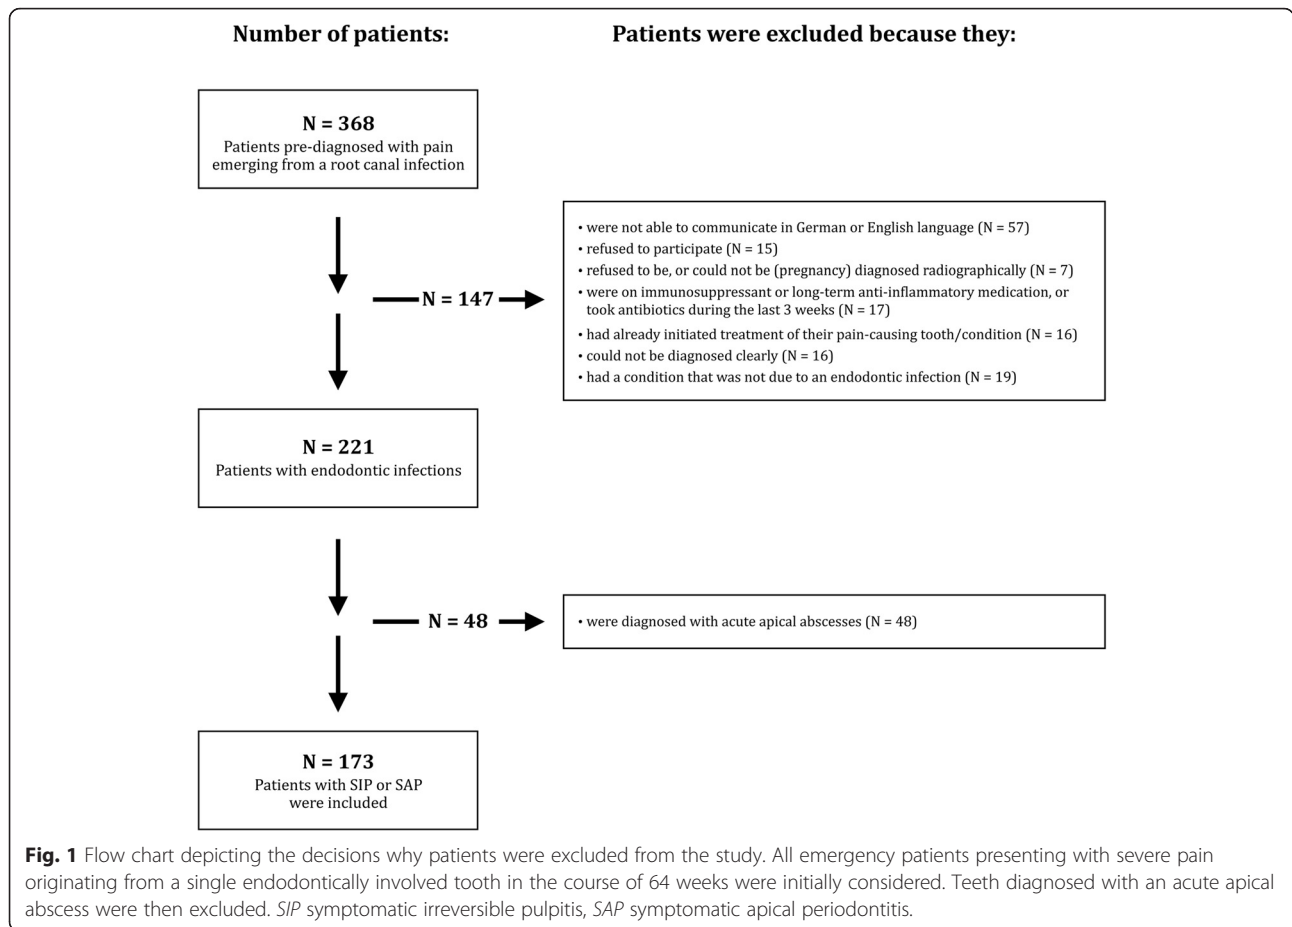 Number of patients:
Patients were excluded because they:
N = 368
Patients pre-diagnosed with pain
emerging from a root canal infection
• were not able to communicate in German or English language (N = 57)
• refused to participate (N = 15)
• refused to be, or could not be (pregnancy) diagnosed radiographically (N = 7)
• were on immunosuppressant or long-term anti-inflammatory medication, or
took antibiotics during the last 3 weeks (N = 17)
• had already initiated treatment of their pain-causing tooth/condition (N = 16)
• could not be diagnosed clearly (N = 16)
• had a condition that was not due to an endodontic infection (N = 19)
N = 147
N = 221
Patients with endodontic infections
N = 48
• were diagnosed with acute apical abscesses (N = 48)
N = 173
Patients with SIP or SAP
were included
Fig. 1 Flow chart depicting the decisions why patients were excluded from the study. All emergency patients presenting with severe pain
originating from a single endodontically involved tooth in the course of 64 weeks were initially considered. Teeth diagnosed with an acute apical
abscess were then excluded. SIP symptomatic irreversible pulpitis, SAP symptomatic apical periodontitis.